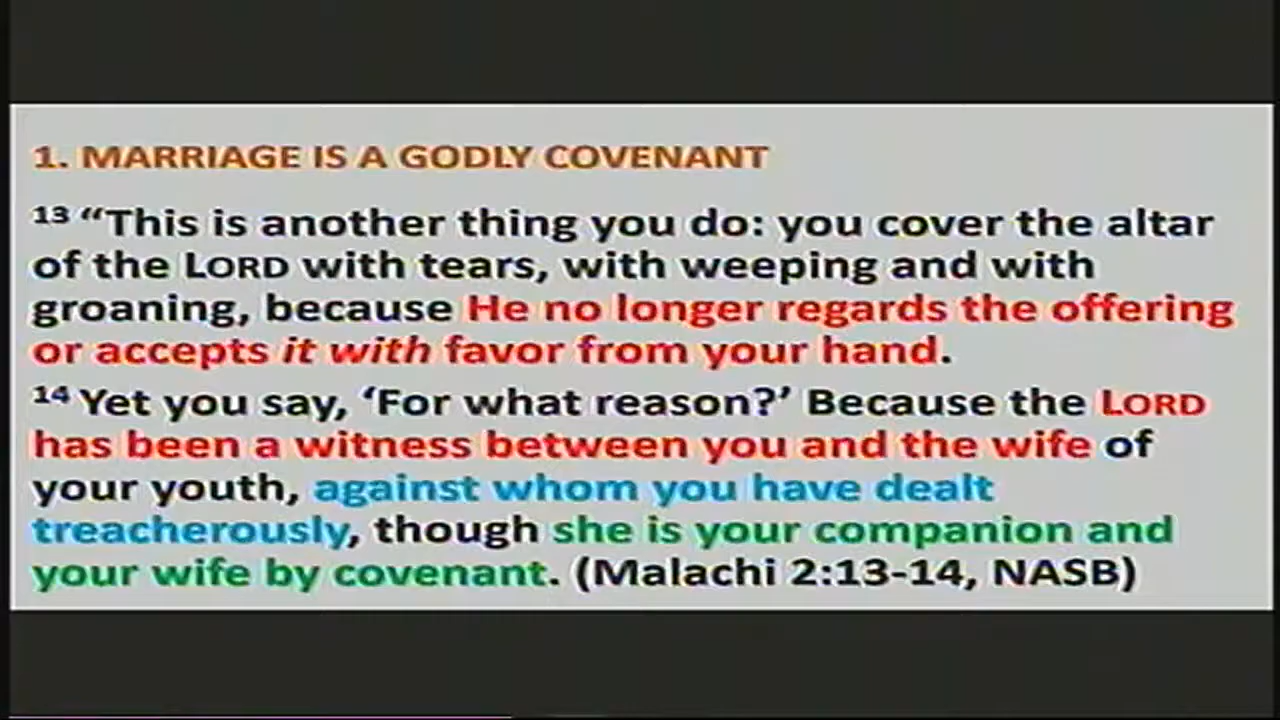 1. MARRIAGE IS A GODLY COVENANT
13 “This is another thing you do: you cover the altar
of the LORD with tears, with weeping and with
groaning, because He no longer regards the offering
or accepts it with favor from your hand.
14 Yet you say, ‘For what reason?’ Because the LORD
has been a witness between you and the wife of
your youth, against whom you have dealt
treacherously, though she is your companion and
your wife by covenant. (Malachi 2:13-14, NASB)